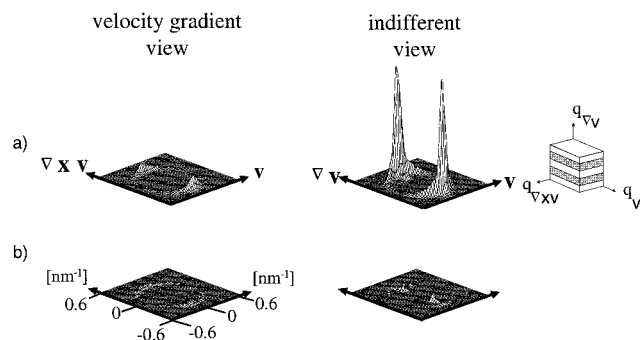 velocity gradient
view
indifferent
view
a)
∇ x v
v
∇ v
v
q∇v
q∇xv
qv
b)
[nm-1]
[nm-1]
0.6
0
-0.6
-0.6
0
0.6